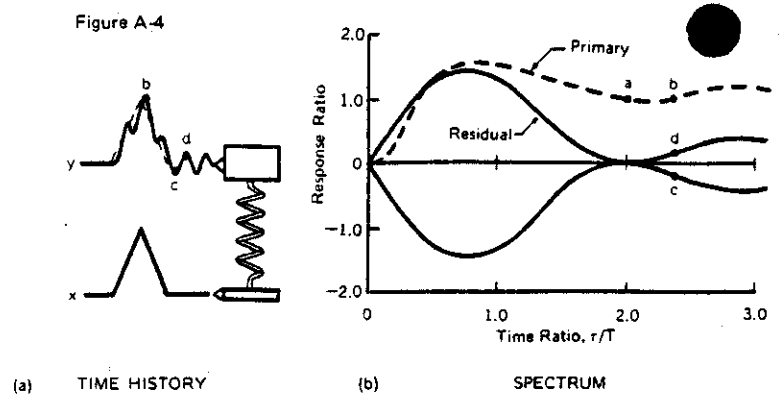 Figure A-4
b
d
y
c
x
(a) TIME HISTORY
2.0
1.0
0
−1.0
−2.0
Response Ratio
Primary
a
b
Residual
d
c
0
1.0
2.0
3.0
Time Ratio, τ/T
(b) SPECTRUM